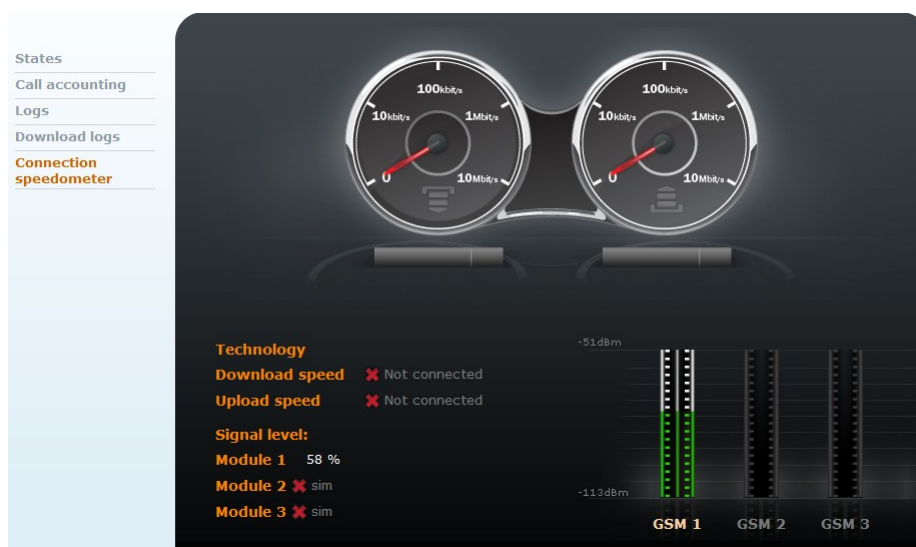 States
Call accounting
Logs
Download logs
Connection
speedometer
100kbit/s
10kbit/s
1Mbit/s
0
10Mbit/s
100kbit/s
10kbit/s
1Mbit/s
0
10Mbit/s
Technology
Download speed Not connected
Upload speed Not connected
Signal level:
Module 1 58 %
Module 2 sim
Module 3 sim
-51dBm
-113dBm
GSM 1 GSM 2 GSM 3